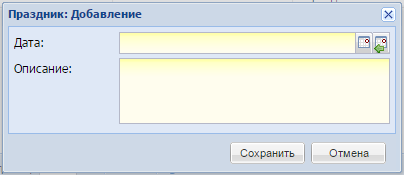 Праздник: Добавление
Дата:
Описание:
Сохранить Отмена